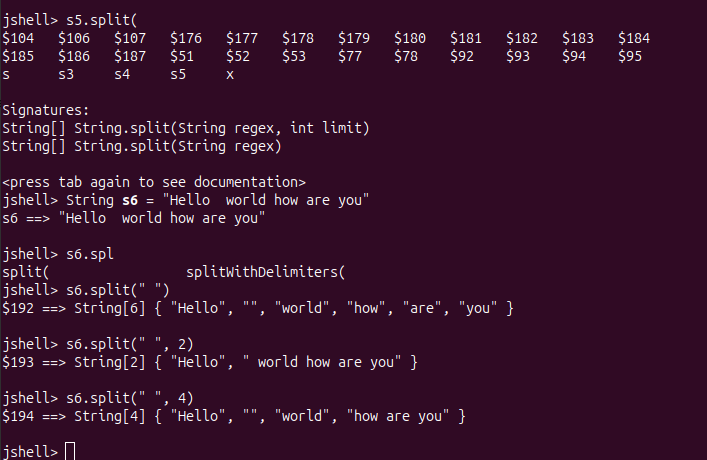 jshell> s5.split(
$104   $106   $107   $176   $177   $178   $179   $180   $181   $182   $183   $184
$185   $186   $187   $51    $52    $53    $77    $78    $92    $93    $94    $95
s      s3     s4     s5     x
Signatures:
String[] String.split(String regex, int limit)
String[] String.split(String regex)
<press tab again to see documentation>
jshell> String s6 = "Hello  world how are you"
s6 ==> "Hello  world how are you"
jshell> s6.spl
split(                 splitWithDelimiters(
jshell> s6.split(" ")
$192 ==> String[6] { "Hello", "", "world", "how", "are", "you" }
jshell> s6.split(" ", 2)
$193 ==> String[2] { "Hello", " world how are you" }
jshell> s6.split(" ", 4)
$194 ==> String[4] { "Hello", "", "world", "how are you" }
jshell>